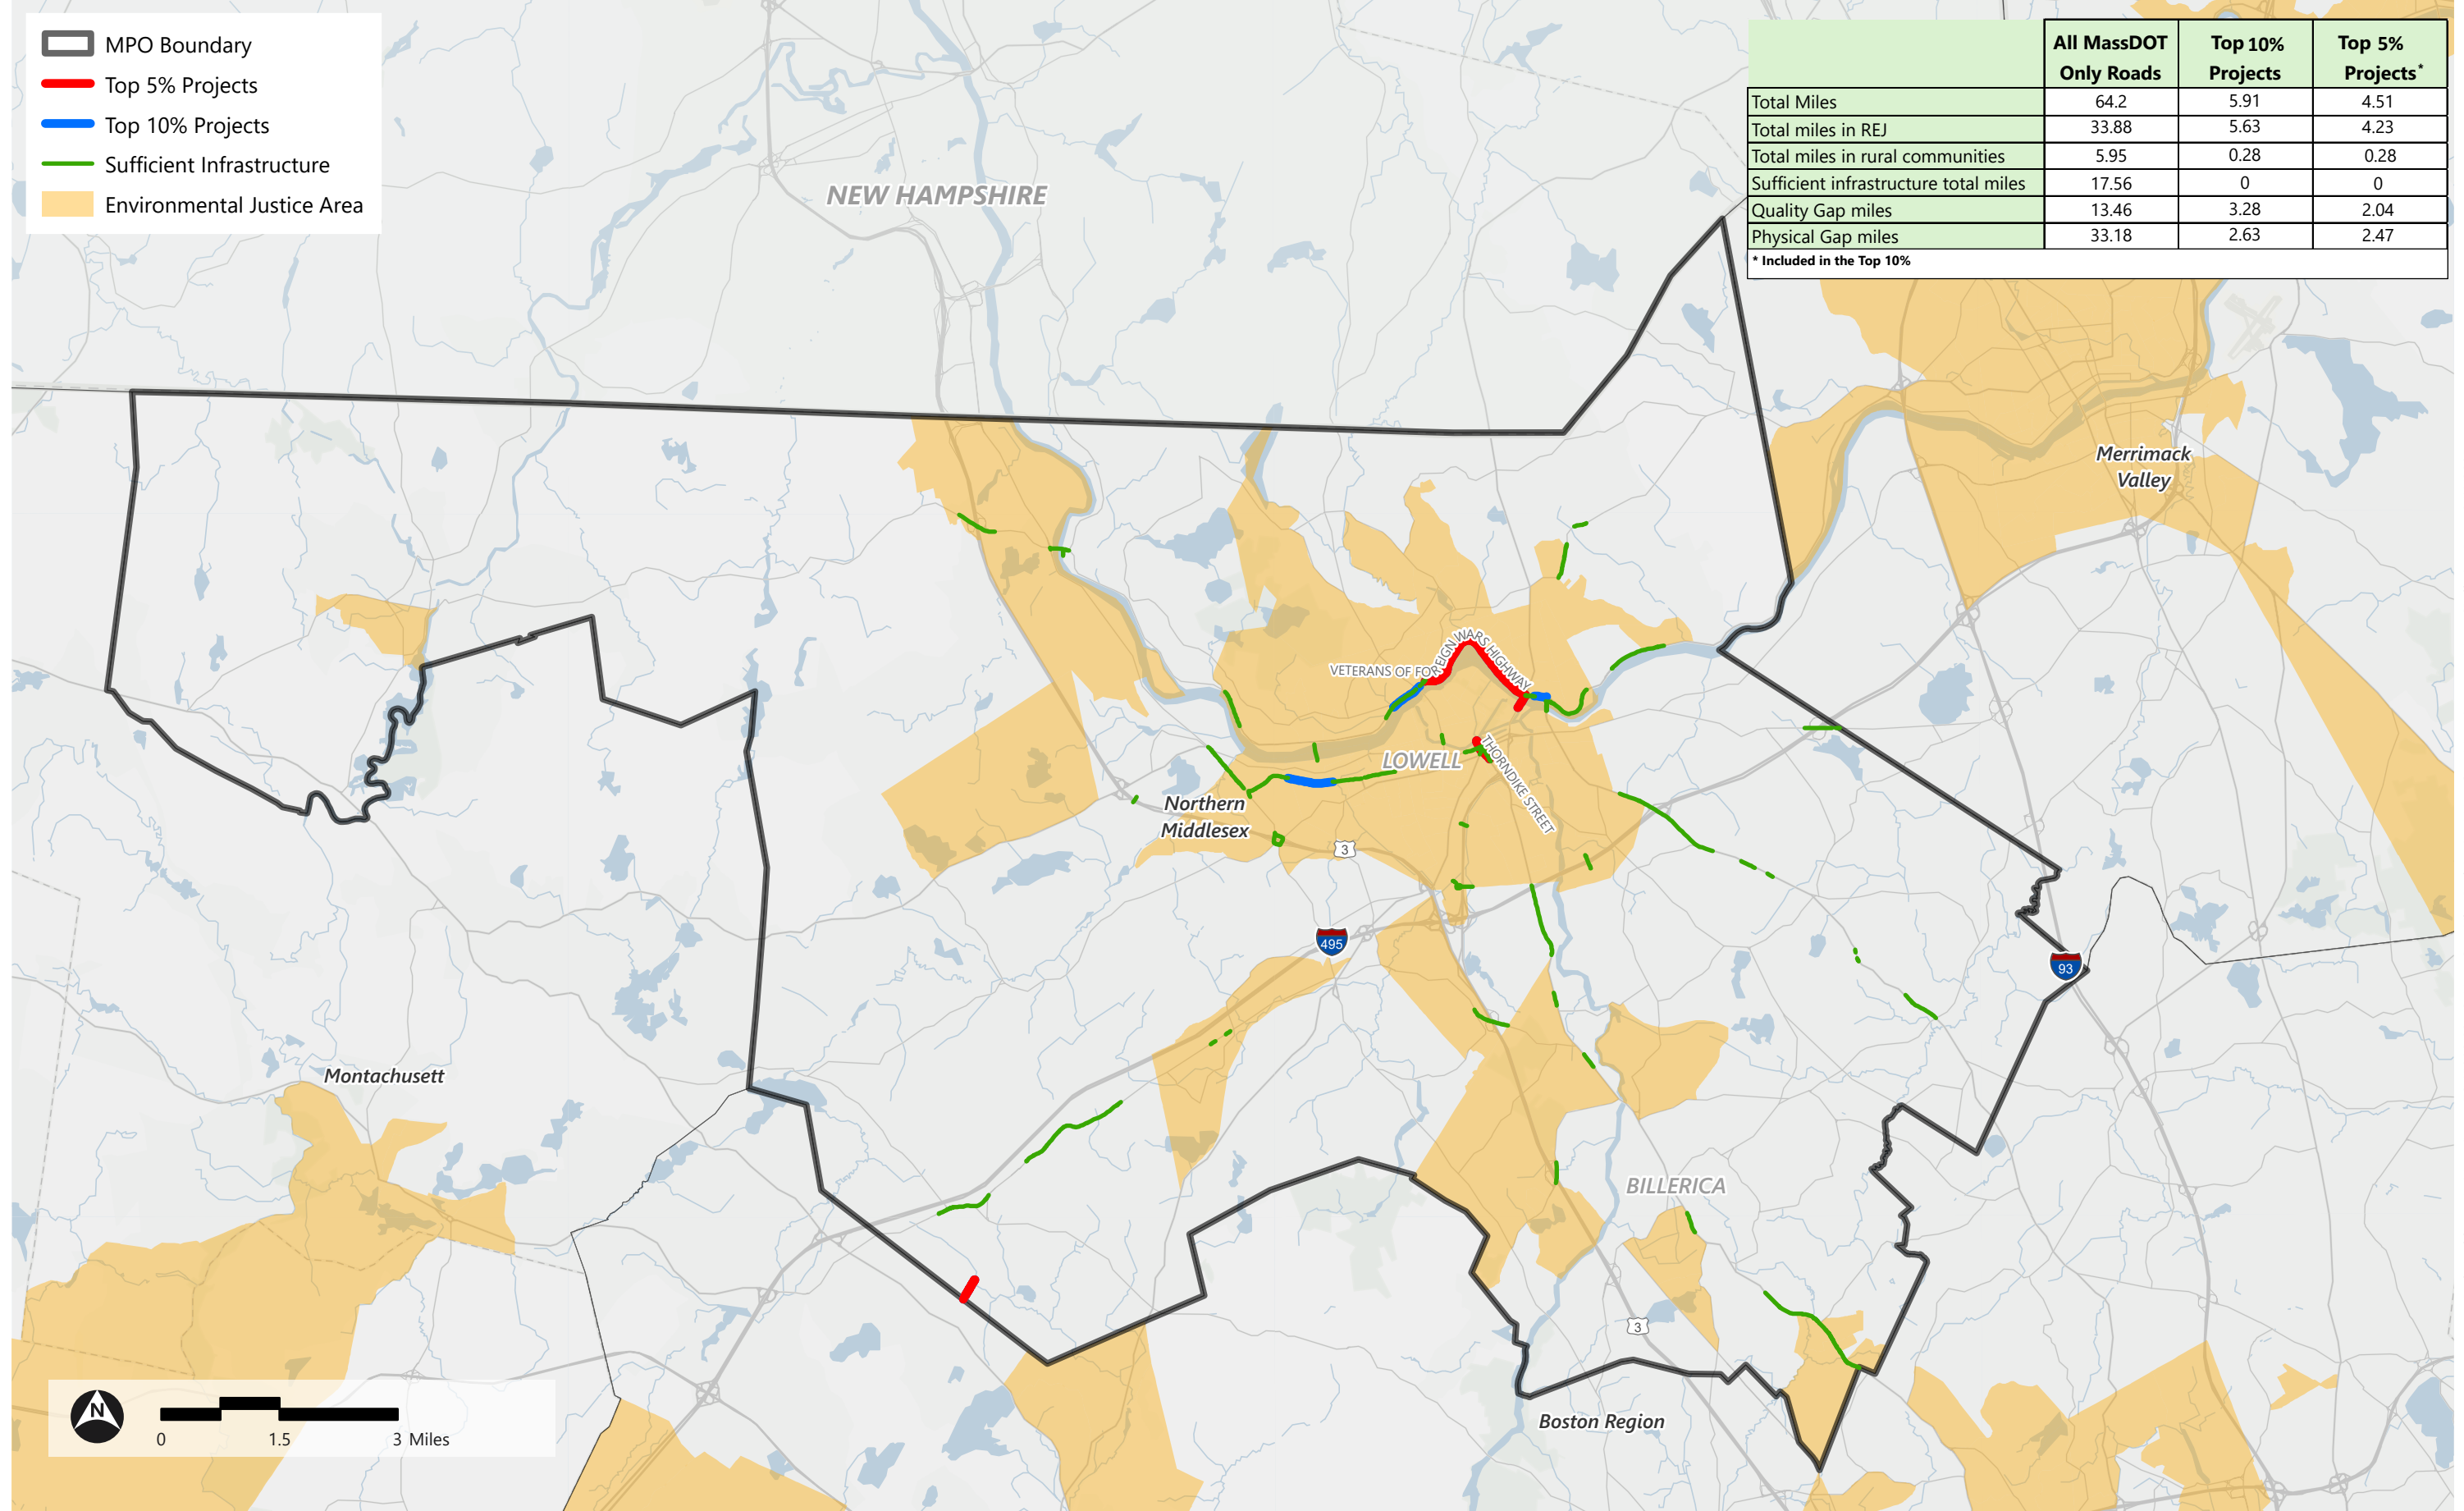 MPO Boundary
Top 5% Projects
Top 10% Projects
Sufficient Infrastructure
Environmental Justice Area
All MassDOT Only Roads Top 10% Projects Top 5% Projects*
Total Miles 64.2 5.91 4.51
Total miles in REJ 33.88 5.63 4.23
Total miles in rural communities 5.95 0.28 0.28
Sufficient infrastructure total miles 17.56 0 0
Quality Gap miles 13.46 3.28 2.04
Physical Gap miles 33.18 2.63 2.47
* Included in the Top 10%
NEW HAMPSHIRE
Merrimack
Valley
VETERANS OF FOREIGN WARS HIGHWAY
LOWELL
THORNDIKE STREET
Northern
Middlesex
3
495
93
Montachusett
BILLERICA
3
Boston Region
N
0 1.5 3 Miles